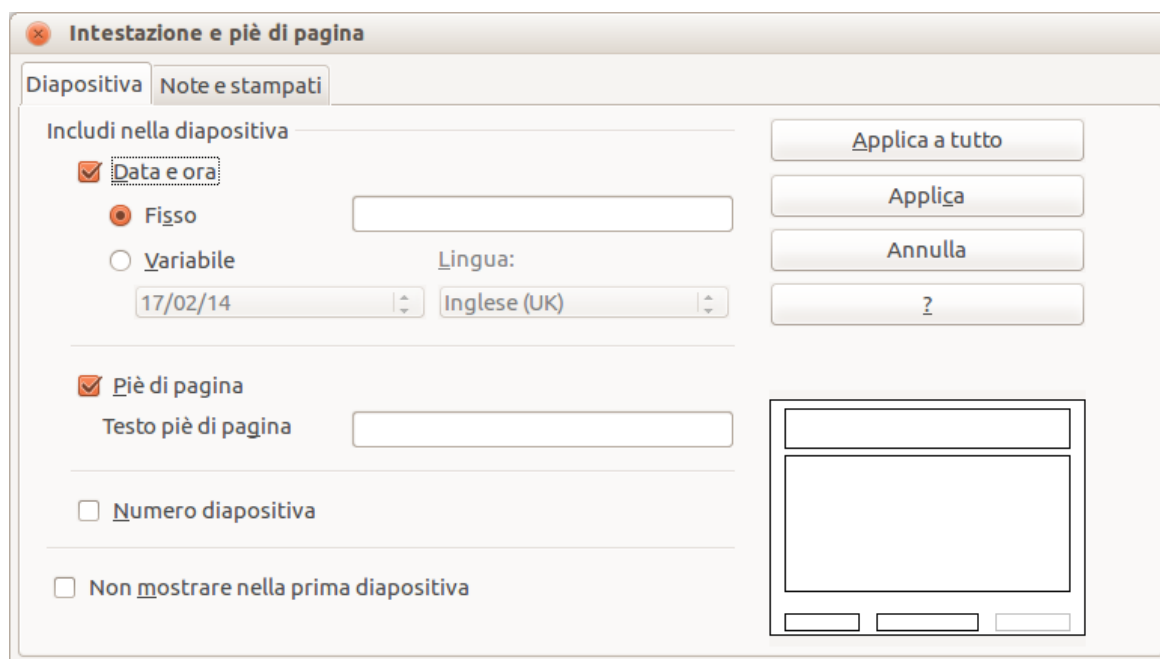 Intestazione e piè di pagina
Diapositiva Note e stampati
Includi nella diapositiva
Applica a tutto
Data e ora
Applica
Fisso
Annulla
Variabile Lingua:
17/02/14 Inglese (UK)
?
Piè di pagina
Testo piè di pagina
Numero diapositiva
Non mostrare nella prima diapositiva